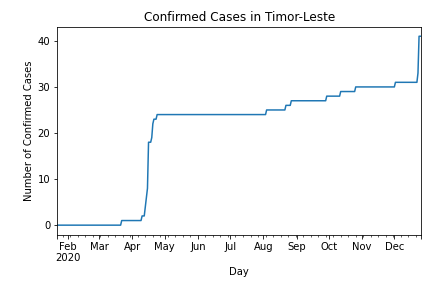 Confirmed Cases in Timor-Leste
Number of Confirmed Cases
40
30
20
10
0
Feb Mar Apr May Jun Jul Aug Sep Oct Nov Dec
2020
Day